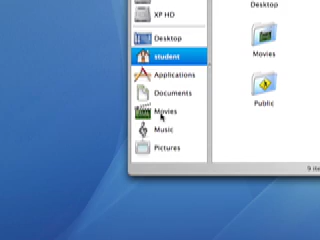 Desktop
XP HD
Desktop
student
Movies
Applications
Documents
Public
Movies
Music
Pictures